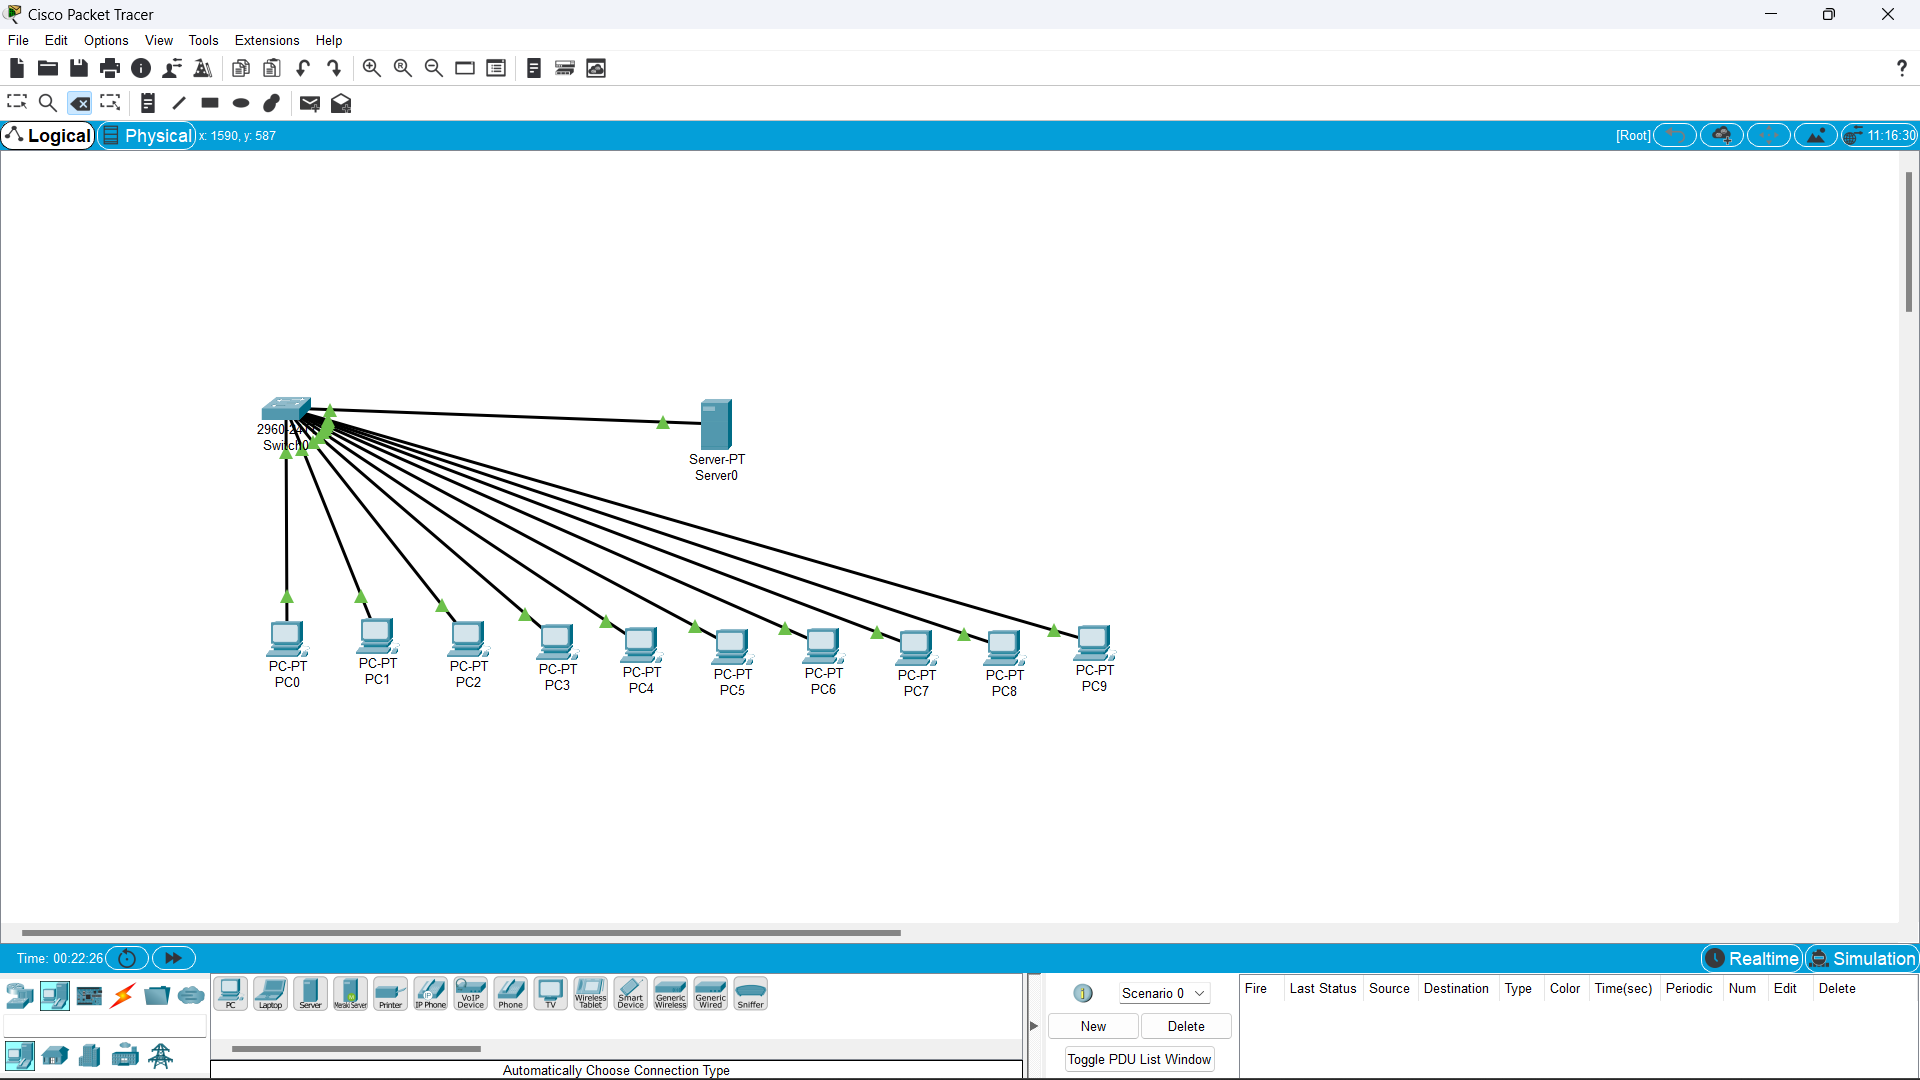 Cisco Packet Tracer
File Edit Options View Tools Extensions Help
Logical Physical x: 1590, y: 587 [Root] 11:16:30
Server-PT
Server0
Switch0
PC-PT
PC0
PC-PT
PC1
PC-PT
PC2
PC-PT
PC3
PC-PT
PC4
PC-PT
PC5
PC-PT
PC6
PC-PT
PC7
PC-PT
PC8
PC-PT
PC9
Time: 00:22:26 Realtime Simulation
PC Laptop Server Meraki Server Printer IP Phone VoIP Device Phone TV Wireless Tablet Smart Device Generic Wireless Generic Wired Sniffer
Automatically Choose Connection Type
Scenario 0
New Delete
Toggle PDU List Window
Fire Last Status Source Destination Type Color Time(sec) Periodic Num Edit Delete